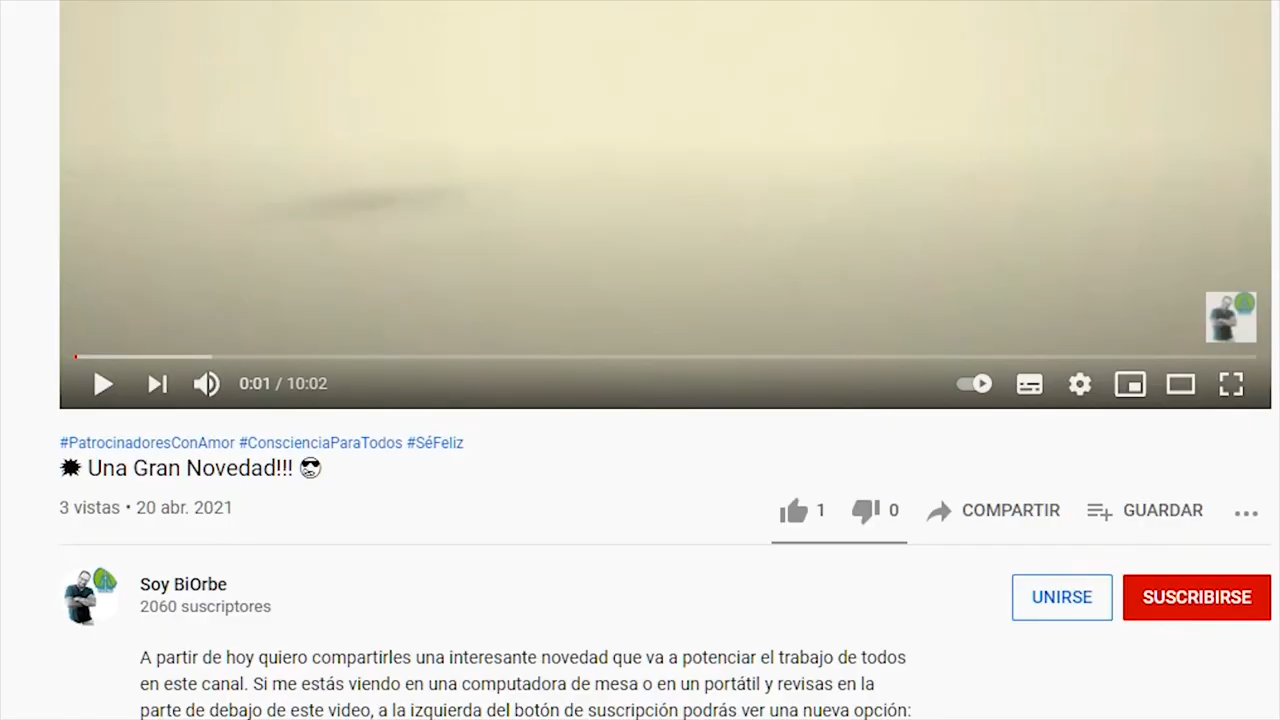 0:01 / 10:02
#PatrocinadoresConAmor #ConscienciaParaTodos #SéFeliz
Una Gran Novedad!!!
3 vistas • 20 abr. 2021
1
0
COMPARTIR
GUARDAR
Soy BiOrbe
2060 suscriptores
UNIRSE
SUSCRIBIRSE
A partir de hoy quiero compartirles una interesante novedad que va a potenciar el trabajo de todos
en este canal. Si me estás viendo en una computadora de mesa o en un portátil y revisas en la
parte de debajo de este video, a la izquierda del botón de suscripción podrás ver una nueva opción: